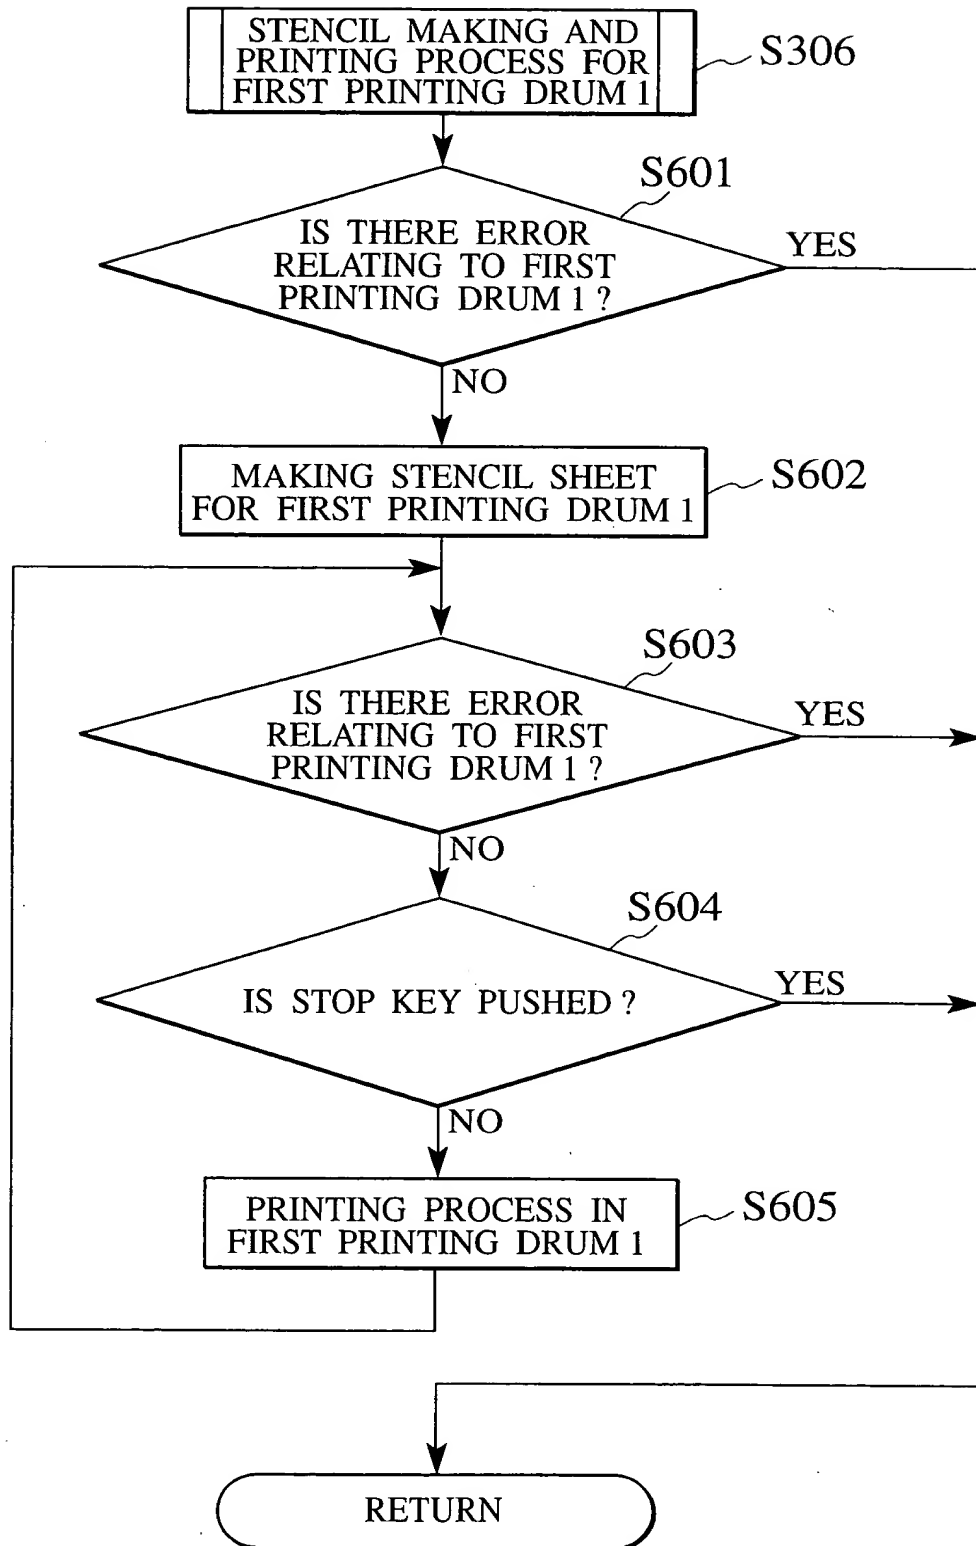 STENCIL MAKING AND
PRINTING PROCESS FOR
FIRST PRINTING DRUM 1
S306
S601
IS THERE ERROR
RELATING TO FIRST
PRINTING DRUM 1 ?
YES
NO
MAKING STENCIL SHEET
FOR FIRST PRINTING DRUM 1
S602
S603
IS THERE ERROR
RELATING TO FIRST
PRINTING DRUM 1 ?
YES
NO
S604
IS STOP KEY PUSHED ?
YES
NO
PRINTING PROCESS IN
FIRST PRINTING DRUM 1
S605
RETURN